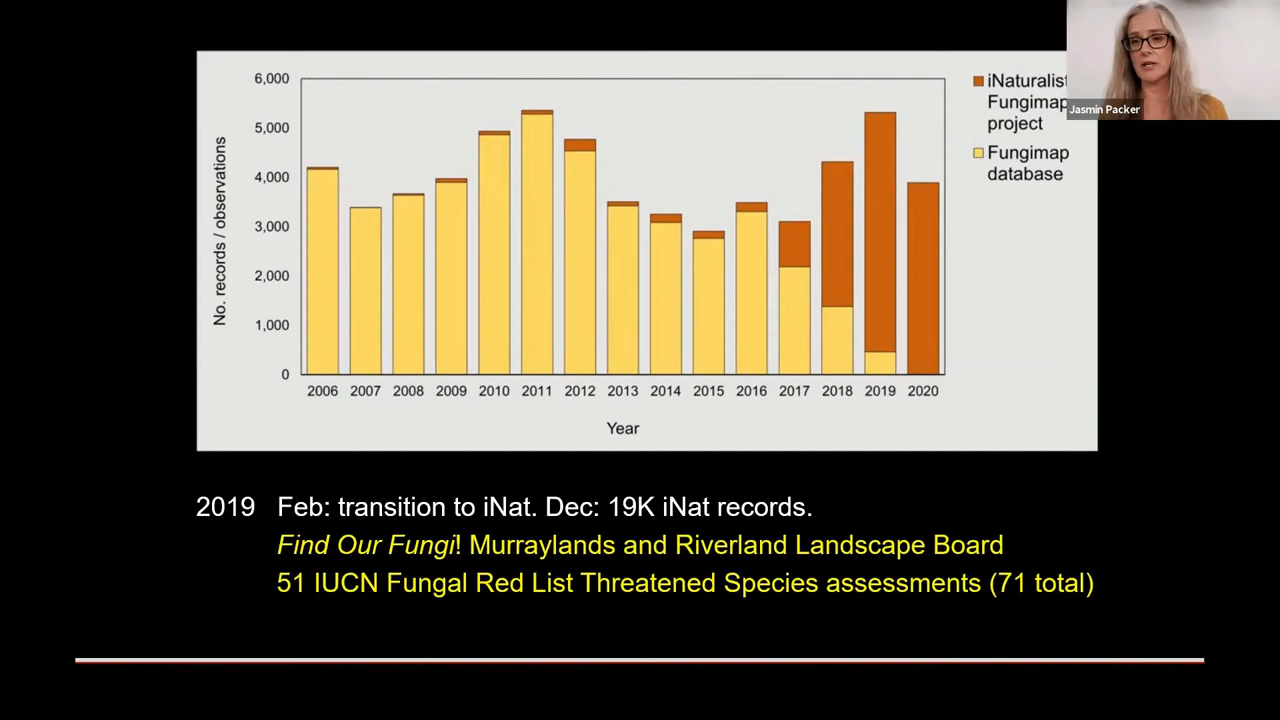 6,000
5,000
4,000
3,000
2,000
1,000
0
No. records / observations
2006 2007 2008 2009 2010 2011 2012 2013 2014 2015 2016 2017 2018 2019 2020
Year
iNaturalist
Fungimap
project
Fungimap
database
Jasmin Packer
2019 Feb: transition to iNat. Dec: 19K iNat records.
Find Our Fungi! Murraylands and Riverland Landscape Board
51 IUCN Fungal Red List Threatened Species assessments (71 total)